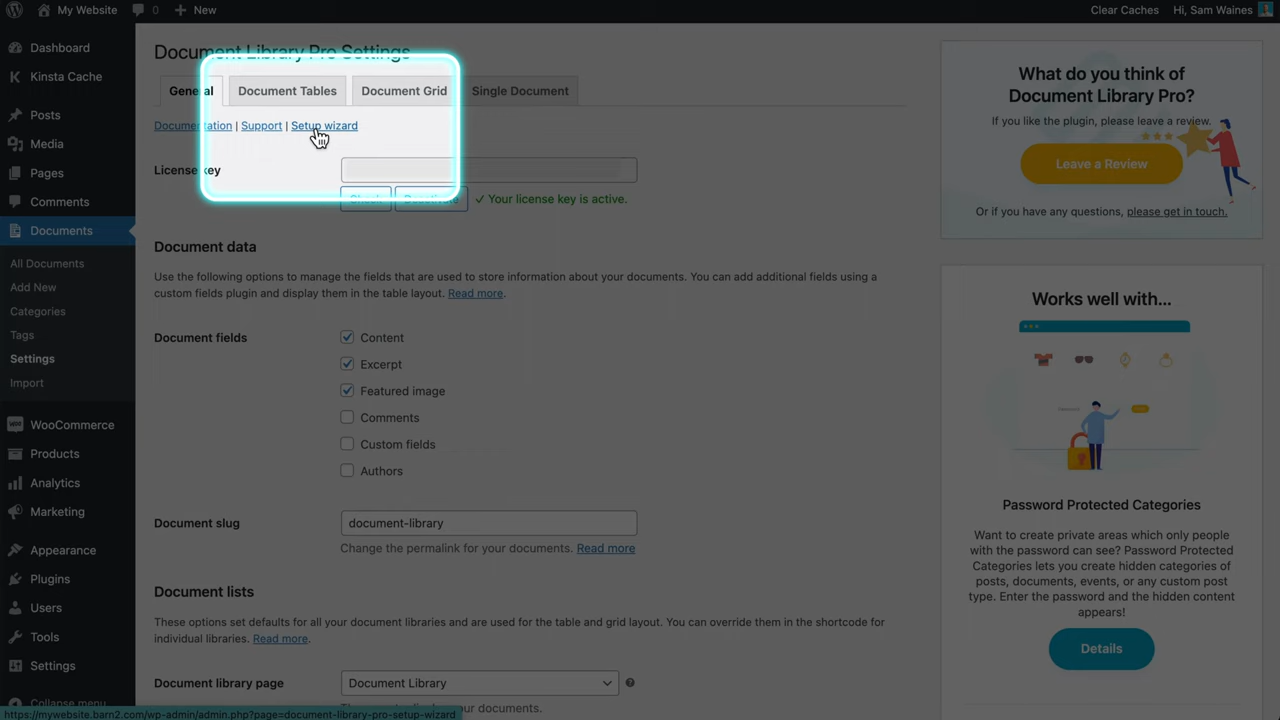 My Website
0
New
Clear Caches
Hi, Sam Waines
Dashboard
Kinsta Cache
Posts
Media
Pages
Comments
Documents
All Documents
Add New
Categories
Tags
Settings
Import
WooCommerce
Products
Analytics
Marketing
Appearance
Plugins
Users
Tools
Settings
Collapse menu
Document Library Pro Settings
General
Document Tables
Document Grid
Single Document
Documentation | Support | Setup wizard
License key
Check
Deactivate
✓ Your license key is active.
Document data
Use the following options to manage the fields that are used to store information about your documents. You can add additional fields using a
custom fields plugin and display them in the table layout. Read more.
Document fields
Content
Excerpt
Featured image
Comments
Custom fields
Authors
Document slug
document-library
Change the permalink for your documents. Read more
Document lists
These options set defaults for all your document libraries and are used for the table and grid layout. You can override them in the shortcode for
individual libraries. Read more.
Document library page
Document Library
your documents.
What do you think of
Document Library Pro?
If you like the plugin, please leave a review.
Leave a Review
Or if you have any questions, please get in touch.
Works well with...
Password Protected Categories
Want to create private areas which only people
with the password can see? Password Protected
Categories lets you create hidden categories of
posts, documents, events, or any custom post
type. Enter the password and the hidden content
appears!
Details
https://mywebsite.barn2.com/wp-admin/admin.php?page=document-library-pro-setup-wizard